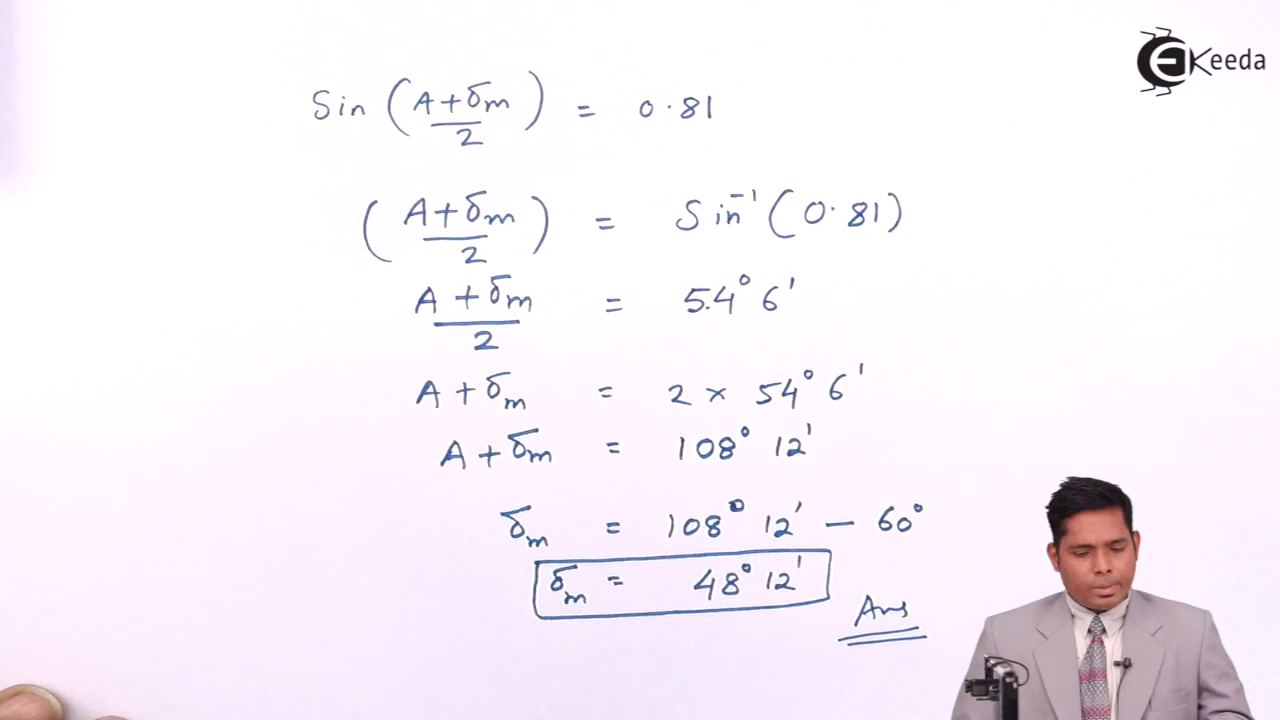 EKeeda
Sin (A+δm/2) = 0.81
(A+δm/2) = Sin⁻¹(0.81)
A+δm/2 = 54° 6'
A+δm = 2 × 54° 6'
A+δm = 108° 12'
δm = 108° 12' − 60°
δm = 48° 12'
Ans